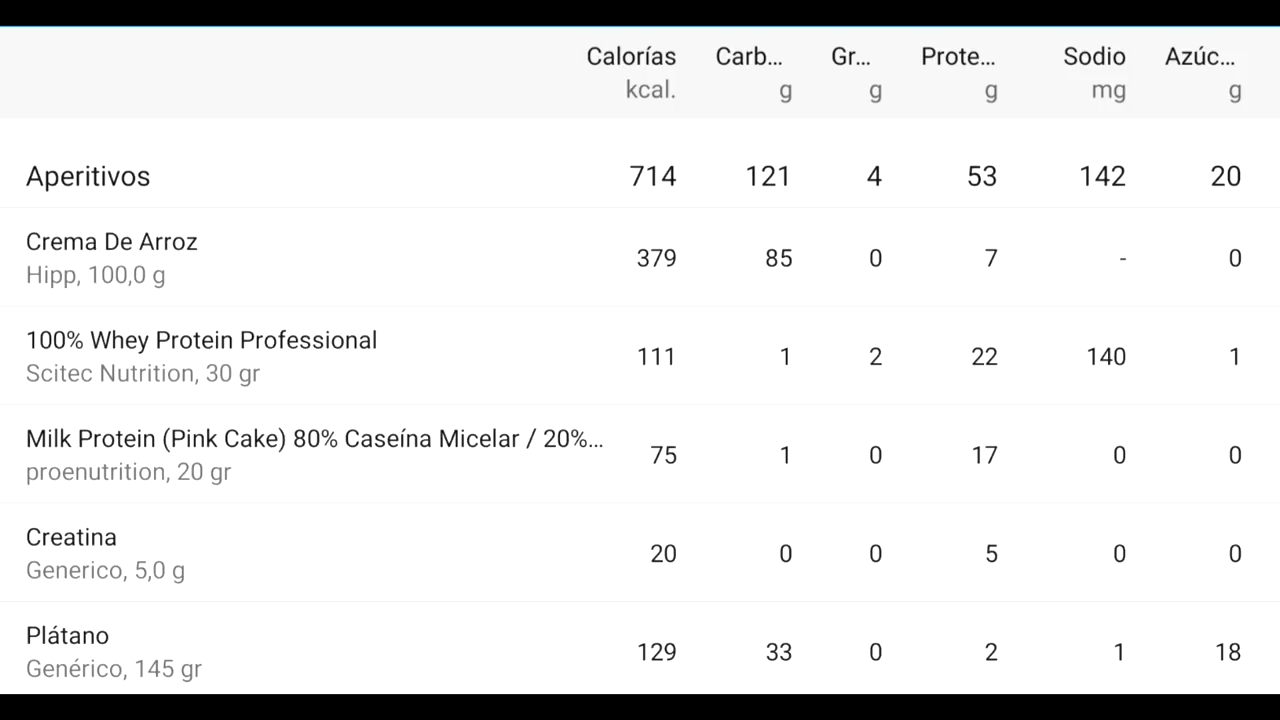 Calorías Carb... Gr... Prote... Sodio Azúc...
kcal. g g g mg g
Aperitivos 714 121 4 53 142 20
Crema De Arroz
Hipp, 100,0 g 379 85 0 7 - 0
100% Whey Protein Professional
Scitec Nutrition, 30 gr 111 1 2 22 140 1
Milk Protein (Pink Cake) 80% Caseína Micelar / 20%...
proenutrition, 20 gr 75 1 0 17 0 0
Creatina
Generico, 5,0 g 20 0 0 5 0 0
Plátano
Genérico, 145 gr 129 33 0 2 1 18